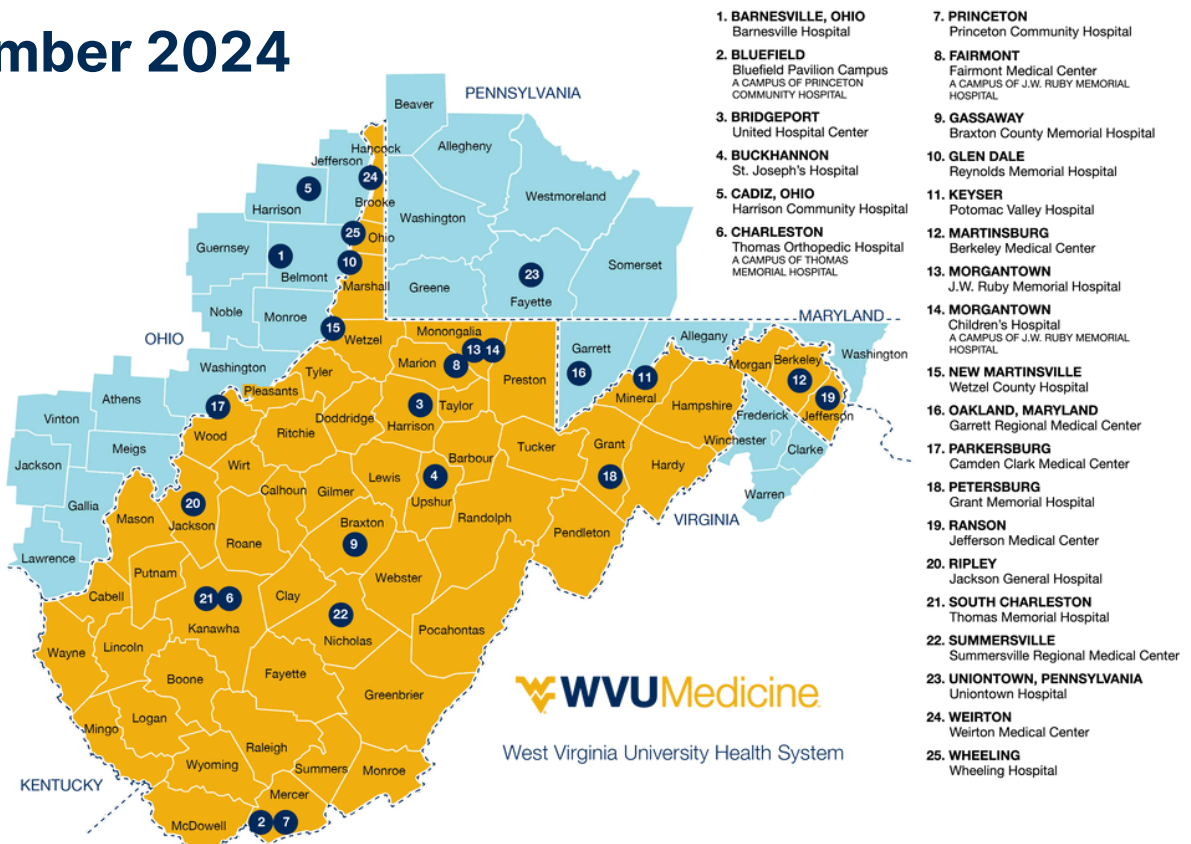 mber 2024
1. BARNESVILLE, OHIO
Barnesville Hospital
2. BLUEFIELD
Bluefield Pavilion Campus
A CAMPUS OF PRINCETON
COMMUNITY HOSPITAL
3. BRIDGEPORT
United Hospital Center
4. BUCKHANNON
St. Joseph's Hospital
5. CADIZ, OHIO
Harrison Community Hospital
6. CHARLESTON
Thomas Orthopedic Hospital
A CAMPUS OF THOMAS
MEMORIAL HOSPITAL
7. PRINCETON
Princeton Community Hospital
8. FAIRMONT
Fairmont Medical Center
A CAMPUS OF J.W. RUBY MEMORIAL
HOSPITAL
9. GASSAWAY
Braxton County Memorial Hospital
10. GLEN DALE
Reynolds Memorial Hospital
11. KEYSER
Potomac Valley Hospital
12. MARTINSBURG
Berkeley Medical Center
13. MORGANTOWN
J.W. Ruby Memorial Hospital
14. MORGANTOWN
Children's Hospital
A CAMPUS OF J.W. RUBY MEMORIAL
HOSPITAL
15. NEW MARTINSVILLE
Wetzel County Hospital
16. OAKLAND, MARYLAND
Garrett Regional Medical Center
17. PARKERSBURG
Camden Clark Medical Center
18. PETERSBURG
Grant Memorial Hospital
19. RANSON
Jefferson Medical Center
20. RIPLEY
Jackson General Hospital
21. SOUTH CHARLESTON
Thomas Memorial Hospital
22. SUMMERSVILLE
Summersville Regional Medical Center
23. UNIONTOWN, PENNSYLVANIA
Uniontown Hospital
24. WEIRTON
Weirton Medical Center
25. WHEELING
Wheeling Hospital
PENNSYLVANIA
Beaver
Allegheny
Hancock
Jefferson
24
5
Westmoreland
Brooke
Harrison
Washington
25
Ohio
Guernsey
1
10
Somerset
Belmont
23
Marshall
Greene
Fayette
Noble
Monroe
MARYLAND
15
OHIO
Wetzel
Monongalia
Allegany
13 14
Garrett
Berkeley
Washington
Marion
8
Morgan
Washington
Tyler
16
11
12
Preston
Pleasants
Mineral
19
Athens
17
3
Taylor
Hampshire
Frederick
Jefferson
Vinton
Doddridge
Harrison
Wood
Ritchie
Winchester
Meigs
Tucker
Grant
Clarke
Jackson
Wirt
Barbour
Hardy
Lewis
4
18
Calhoun
Gilmer
Warren
Gallia
20
Upshur
Mason
Jackson
Braxton
Randolph
VIRGINIA
Roane
9
Pendleton
Lawrence
Putnam
Webster
Cabell
21 6
Clay
22
Kanawha
Nicholas
Pocahontas
Lincoln
Wayne
Boone
Fayette
Greenbrier
WVUMedicine
Logan
Mingo
Raleigh
West Virginia University Health System
Wyoming
Summers
Monroe
KENTUCKY
Mercer
McDowell
2 7